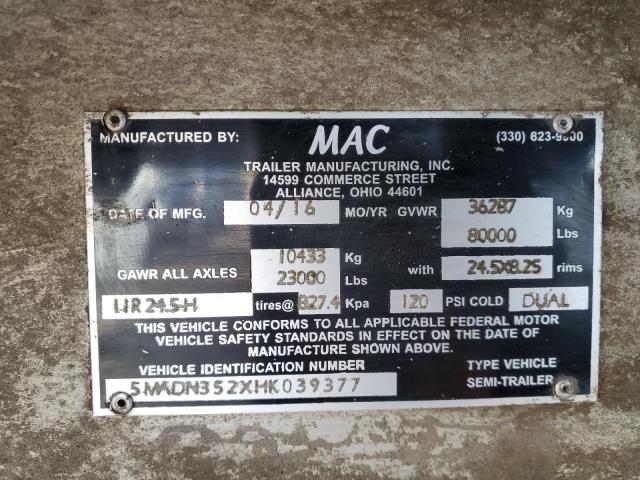 MANUFACTURED BY: MAC (330) 823-9900
TRAILER MANUFACTURING, INC.
14599 COMMERCE STREET
ALLIANCE, OHIO 44601
DATE OF MFG. 04/16 MO/YR GVWR 36287 Kg
80000 Lbs
GAWR ALL AXLES 10433 Kg
23000 Lbs with 24.5X8.25 rims
11R24.5-H tires@ 827.4 Kpa 120 PSI COLD DUAL
THIS VEHICLE CONFORMS TO ALL APPLICABLE FEDERAL MOTOR
VEHICLE SAFETY STANDARDS IN EFFECT ON THE DATE OF
MANUFACTURE SHOWN ABOVE.
VEHICLE IDENTIFICATION NUMBER TYPE VEHICLE
5MADN352XHK039377 SEMI-TRAILER